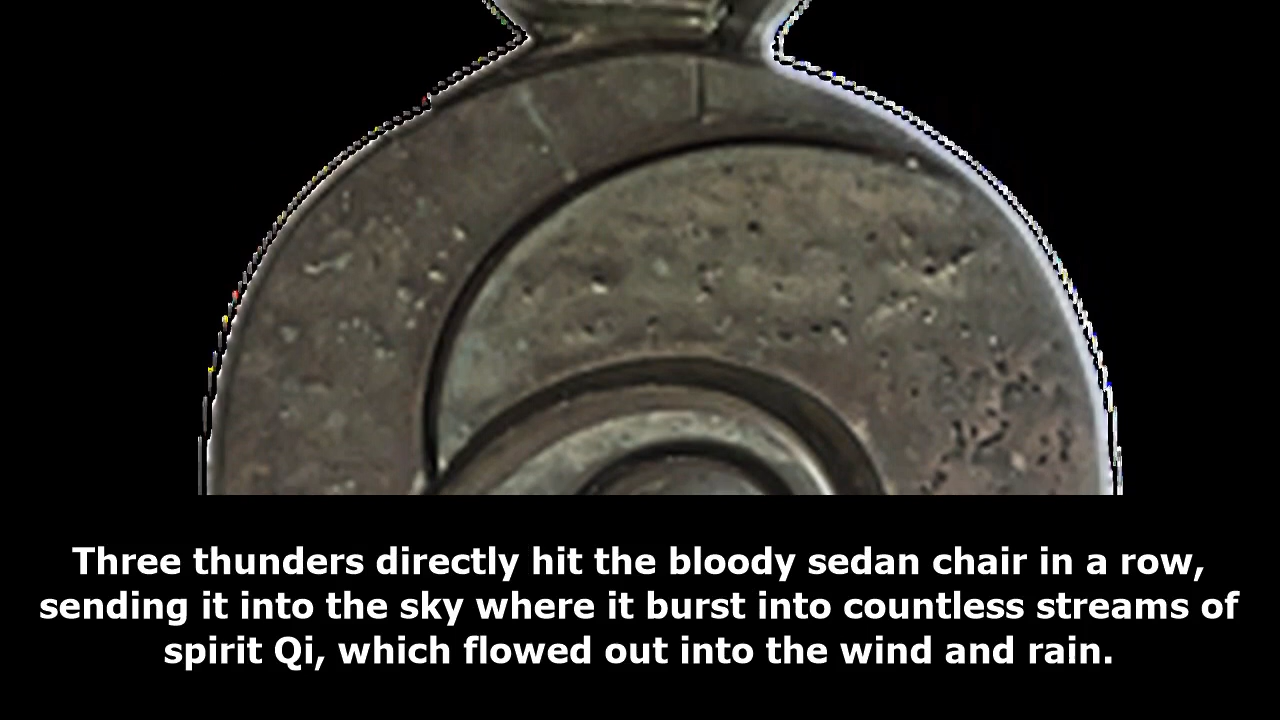 Three thunders directly hit the bloody sedan chair in a row,
sending it into the sky where it burst into countless streams of
spirit Qi, which flowed out into the wind and rain.